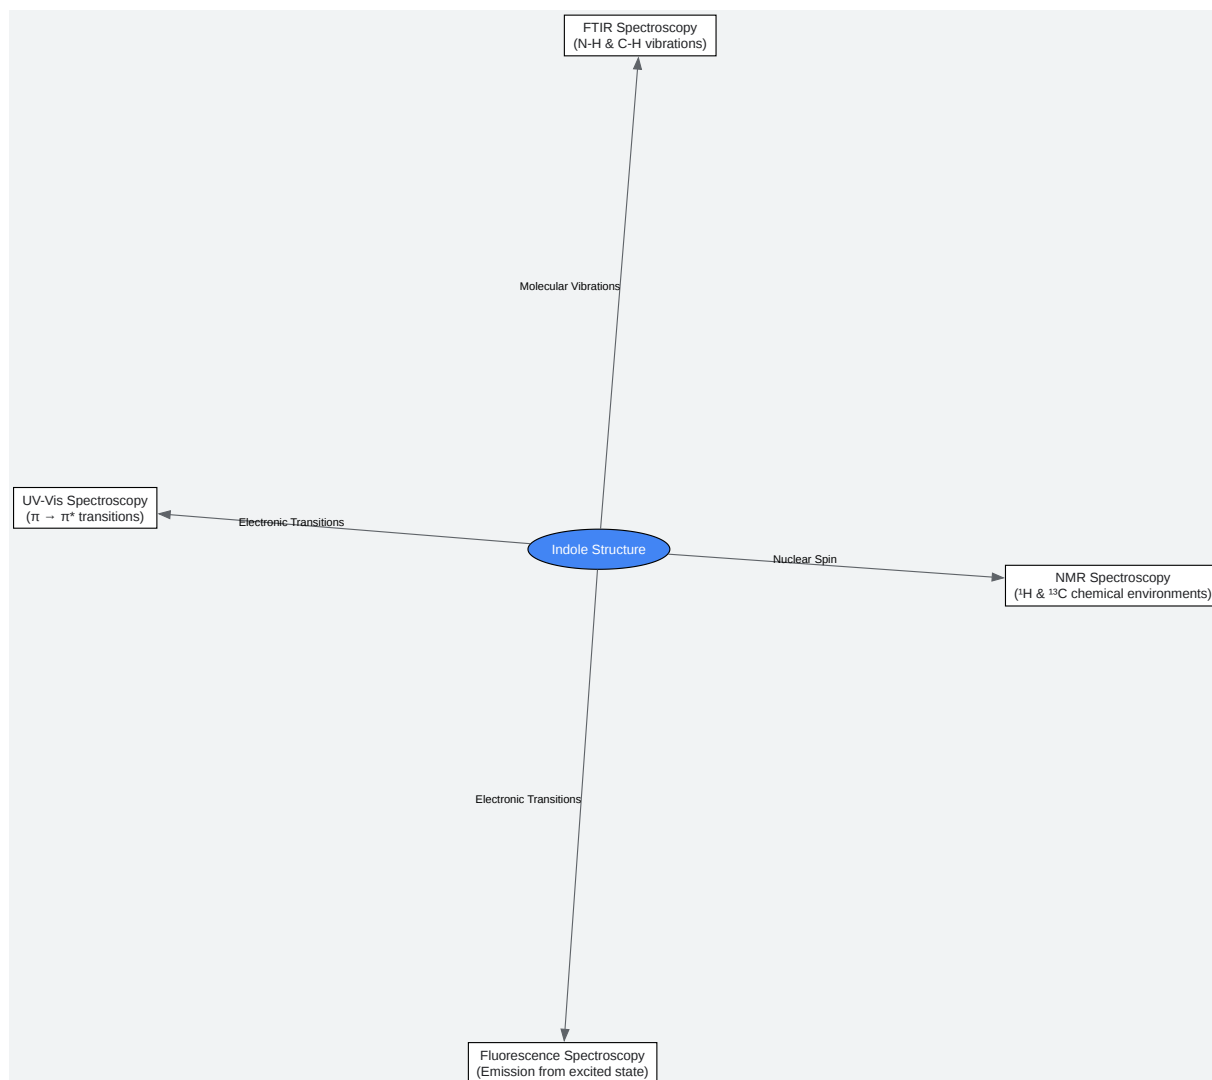 FTIR Spectroscopy
(N-H & C-H vibrations)
Molecular Vibrations
UV-Vis Spectroscopy
(π → π* transitions)
Electronic Transitions
Indole Structure
Nuclear Spin
NMR Spectroscopy
(¹H & ¹³C chemical environments)
Electronic Transitions
Fluorescence Spectroscopy
(Emission from excited state)